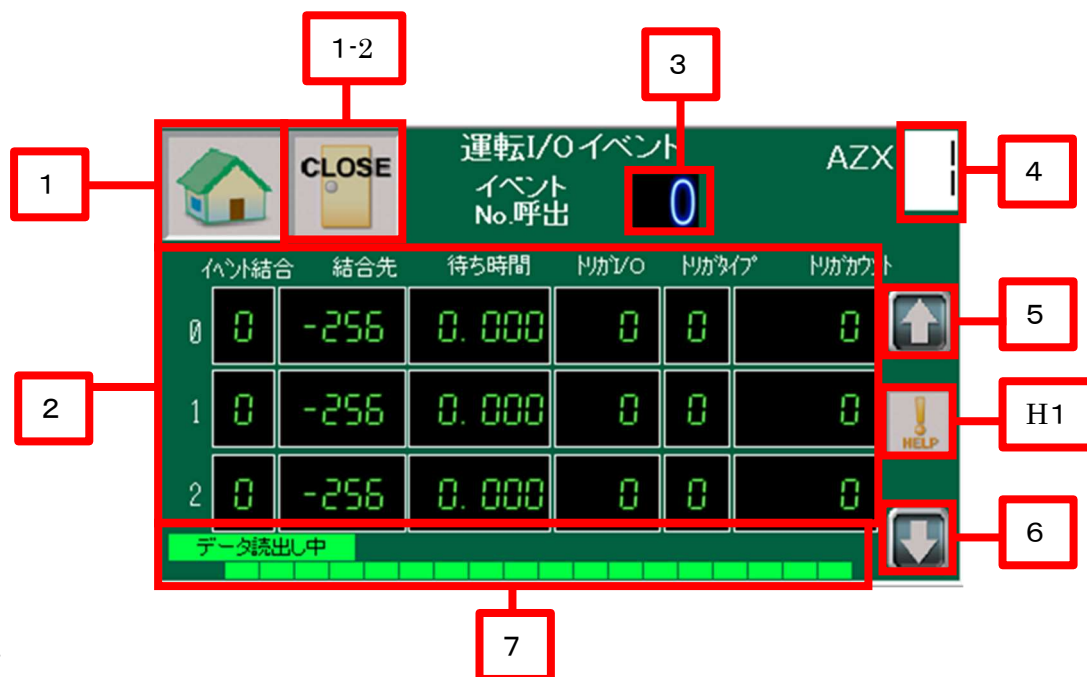 1-2
3
1
CLOSE
運転I/Oイベント
イベント
No.呼出
0
AZX
4
ｲﾍﾞﾝﾄ結合 結合先 待ち時間 ﾄﾘｶﾞI/O ﾄﾘｶﾞﾀｲﾌﾟ ﾄﾘｶﾞｶｳﾝﾄ
0 0 -256 0.000 0 0 0
5
2
1 0 -256 0.000 0 0 0
HELP
H1
2 0 -256 0.000 0 0 0
6
データ読出し中
7